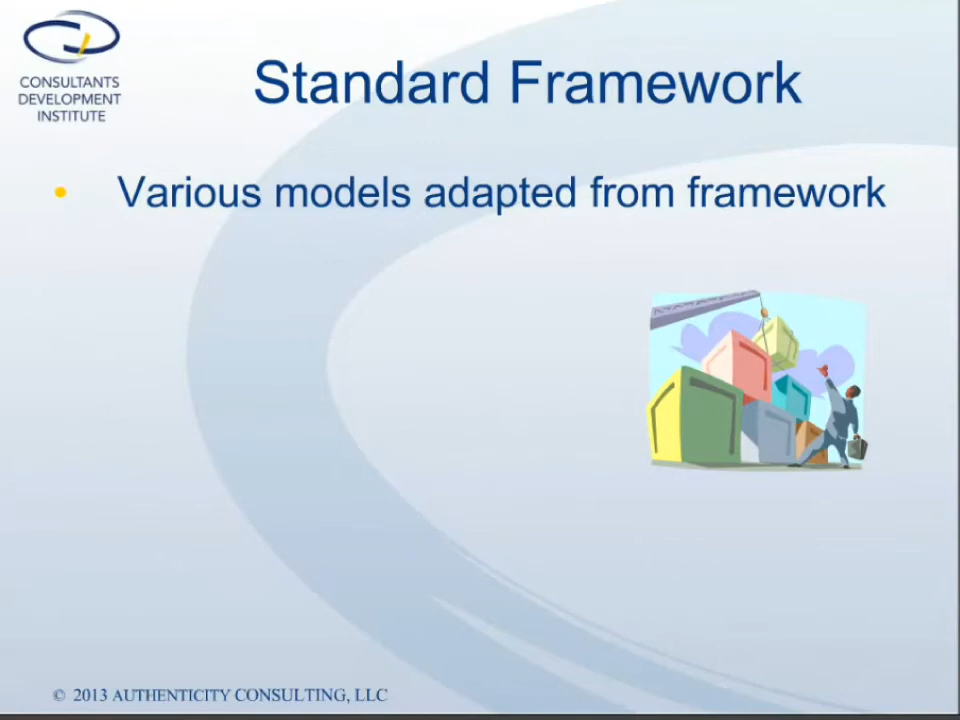 CONSULTANTS
DEVELOPMENT
INSTITUTE
Standard Framework
• Various models adapted from framework
© 2013 AUTHENTICITY CONSULTING, LLC